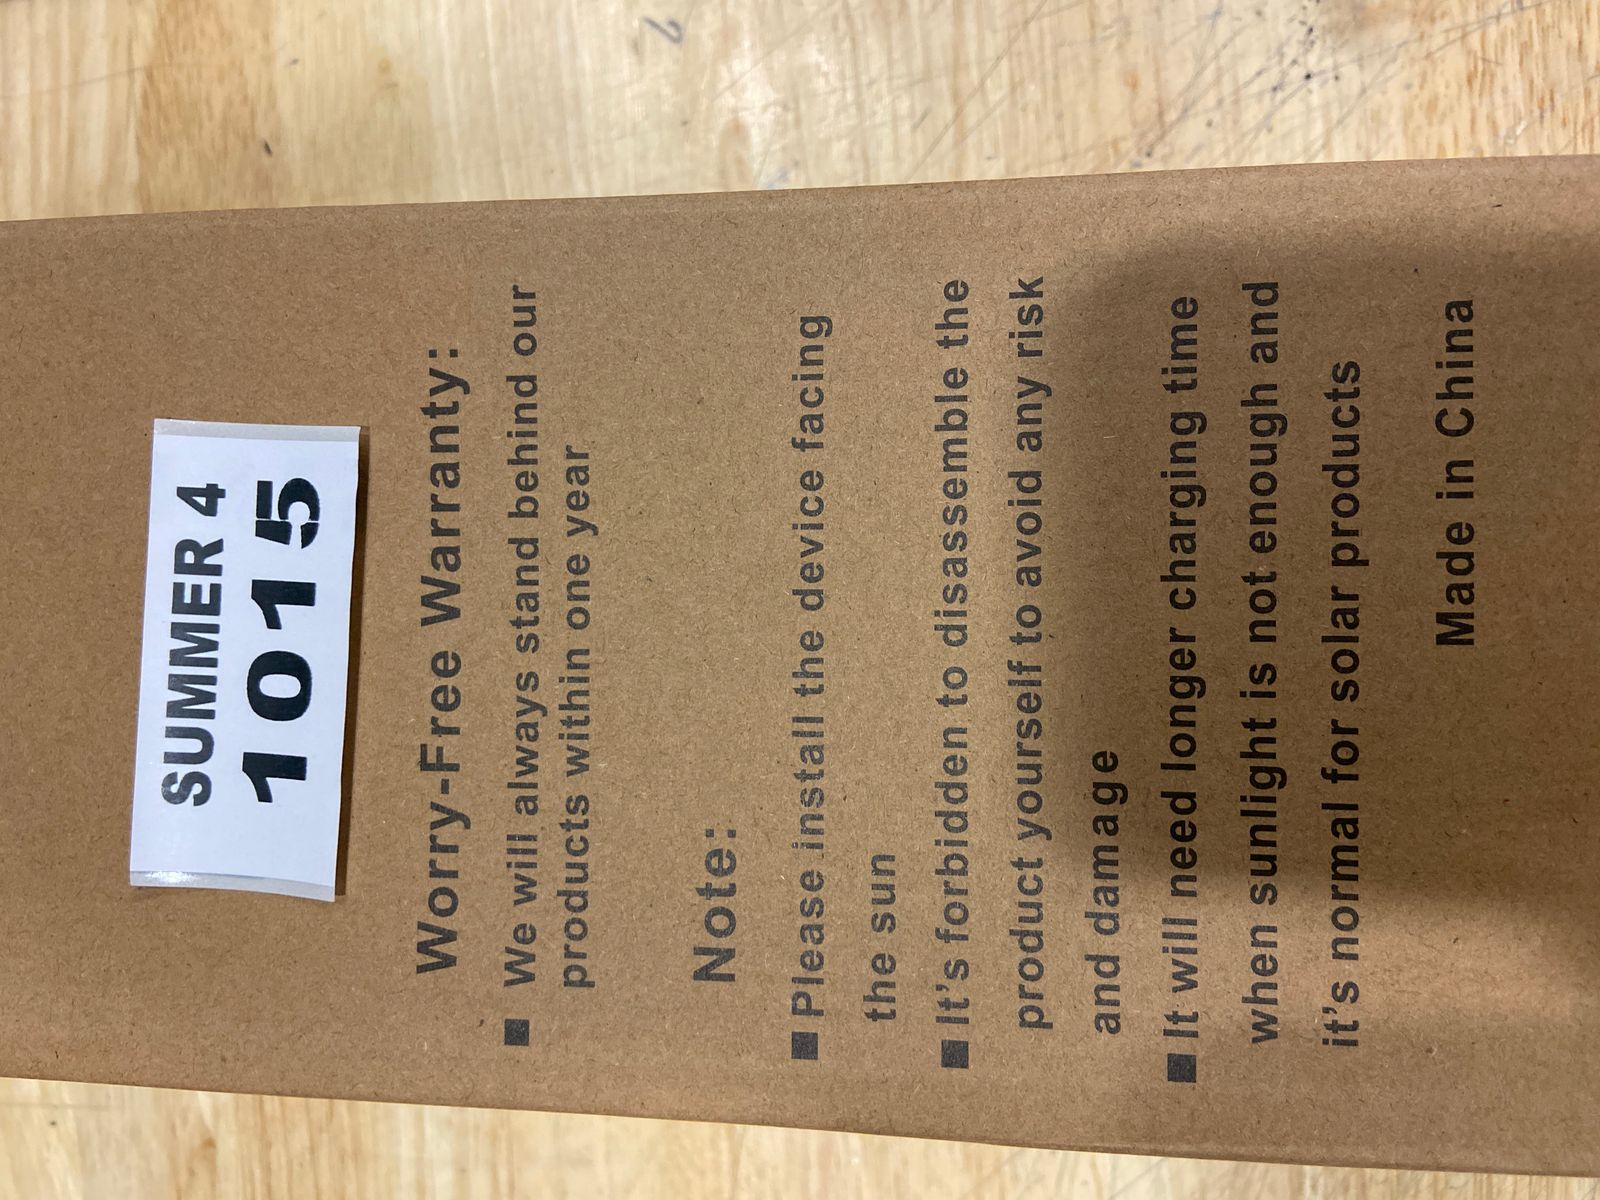 SUMMER 4
1015
Worry-Free Warranty:
■ We will always stand behind our
products within one year
Note:
■ Please install the device facing
the sun
■ It's forbidden to disassemble the
product yourself to avoid any risk
and damage
■ It will need longer charging time
when sunlight is not enough and
it's normal for solar products
Made in China